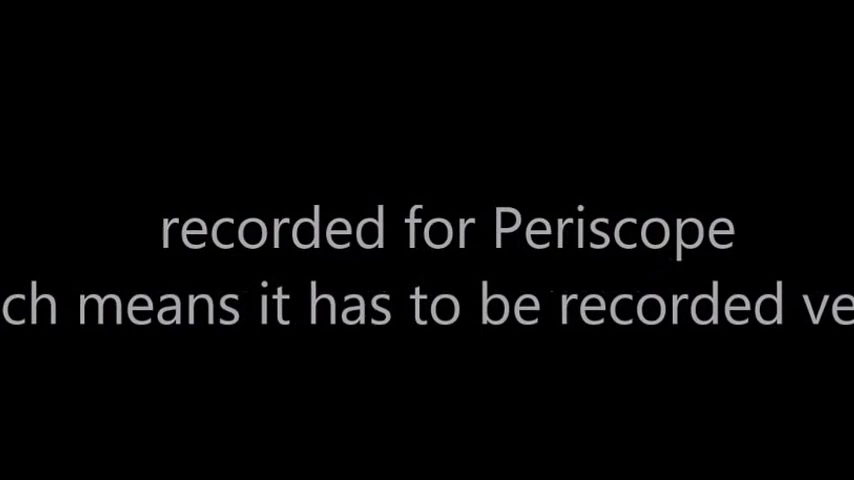 recorded for Periscope
ch means it has to be recorded ve